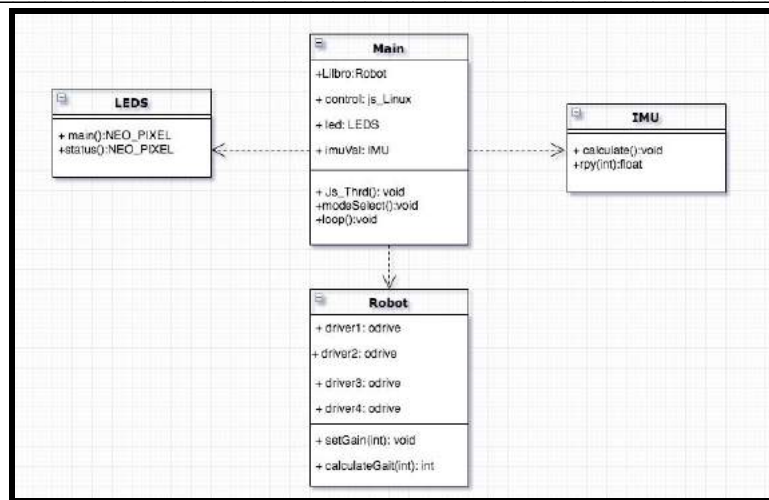 Main
+Lilbro:Robot
+ control: js_Linux
+ led: LEDS
+ imuVal: IMU
+ Js_Thrd(): void
+modeSelect():void
+loop():void
LEDS
+ main():NEO_PIXEL
+status():NEO_PIXEL
IMU
+ calculate():void
+rpy(int):float
Robot
+ driver1: odrive
+ driver2: odrive
+ driver3: odrive
+ driver4: odrive
+ setGain(int): void
+ calculateGait(int): int